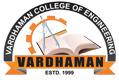 VARDHAMAN COLLEGE OF ENGINEERING
VARDHAMAN
ESTD. 1999